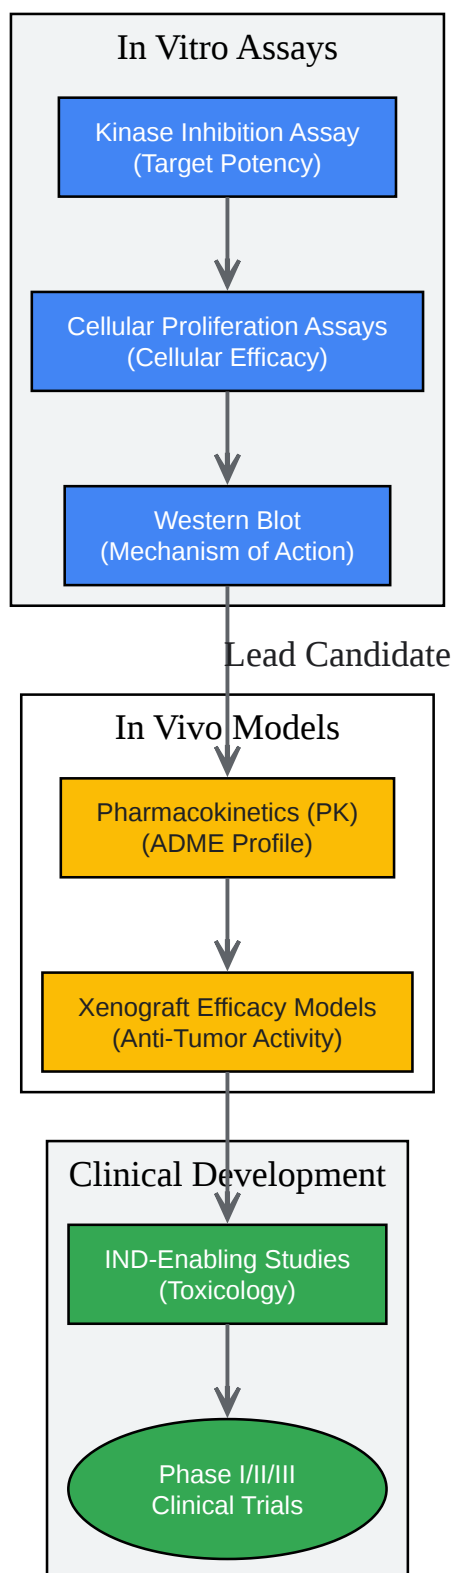 In Vitro Assays
Kinase Inhibition Assay
(Target Potency)
Cellular Proliferation Assays
(Cellular Efficacy)
Western Blot
(Mechanism of Action)
Lead Candidate
In Vivo Models
Pharmacokinetics (PK)
(ADME Profile)
Xenograft Efficacy Models
(Anti-Tumor Activity)
Clinical Development
IND-Enabling Studies
(Toxicology)
Phase I/II/III
Clinical Trials